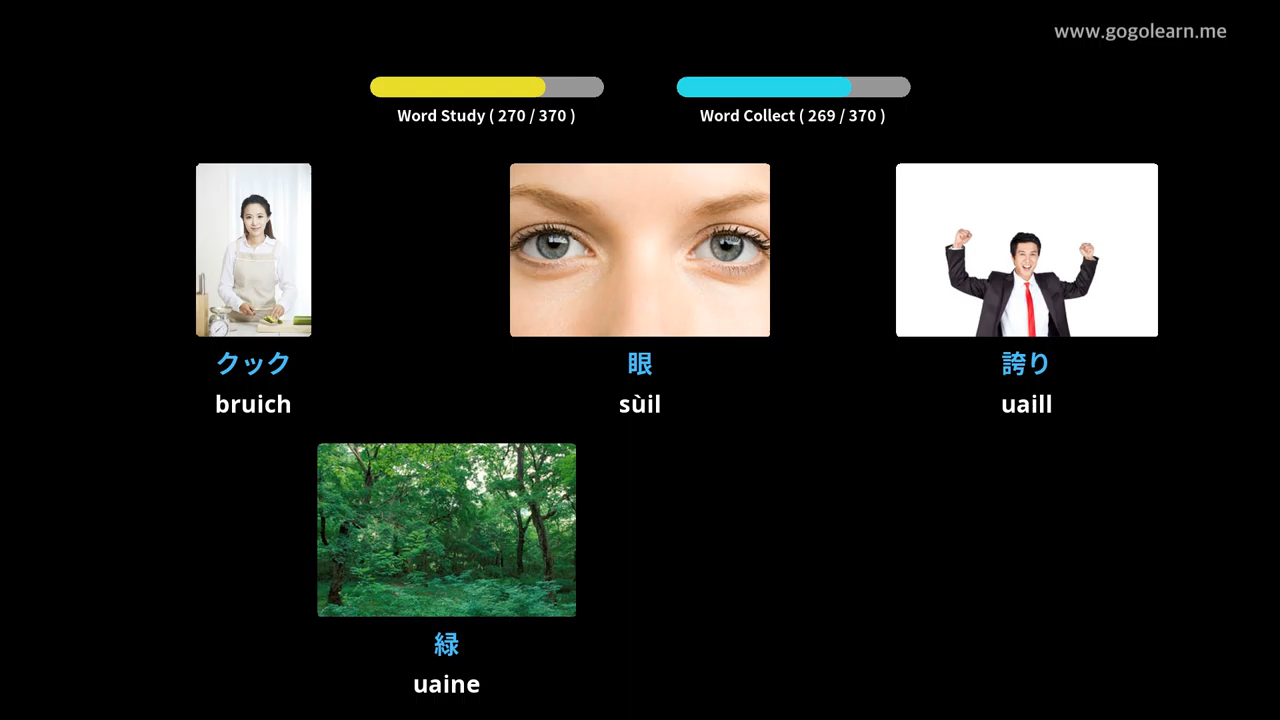 www.gogolearn.me
Word Study ( 270 / 370 )
Word Collect ( 269 / 370 )
クック
bruich
眼
sùil
誇り
uaill
緑
uaine